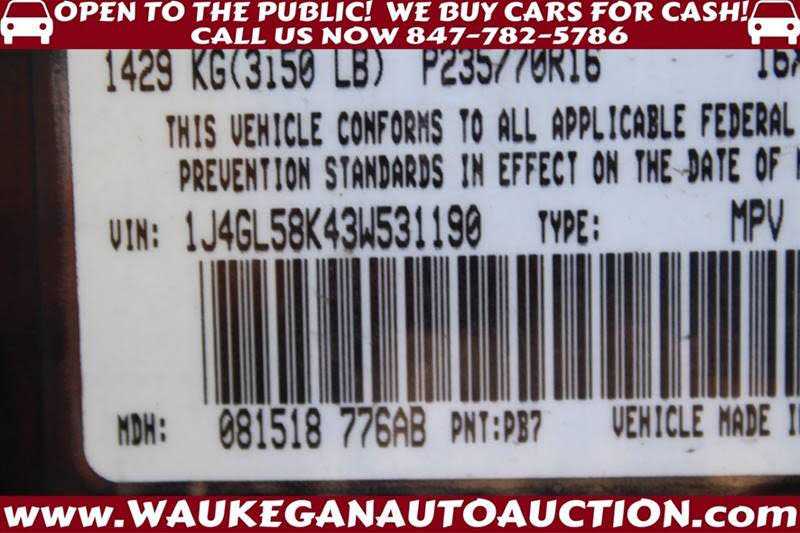 OPEN TO THE PUBLIC! WE BUY CARS FOR CASH!
CALL US NOW 847-782-5786
1429 KG(3150 LB) P235/70R16
THIS VEHICLE CONFORMS TO ALL APPLICABLE FEDERAL
PREVENTION STANDARDS IN EFFECT ON THE DATE OF
VIN: 1J4GL58K43W531190 TYPE: MPV
MDH: 081518 776AB PNT:PB7 VEHICLE MADE
www.WAUKEGANAUTOAUCTION.com